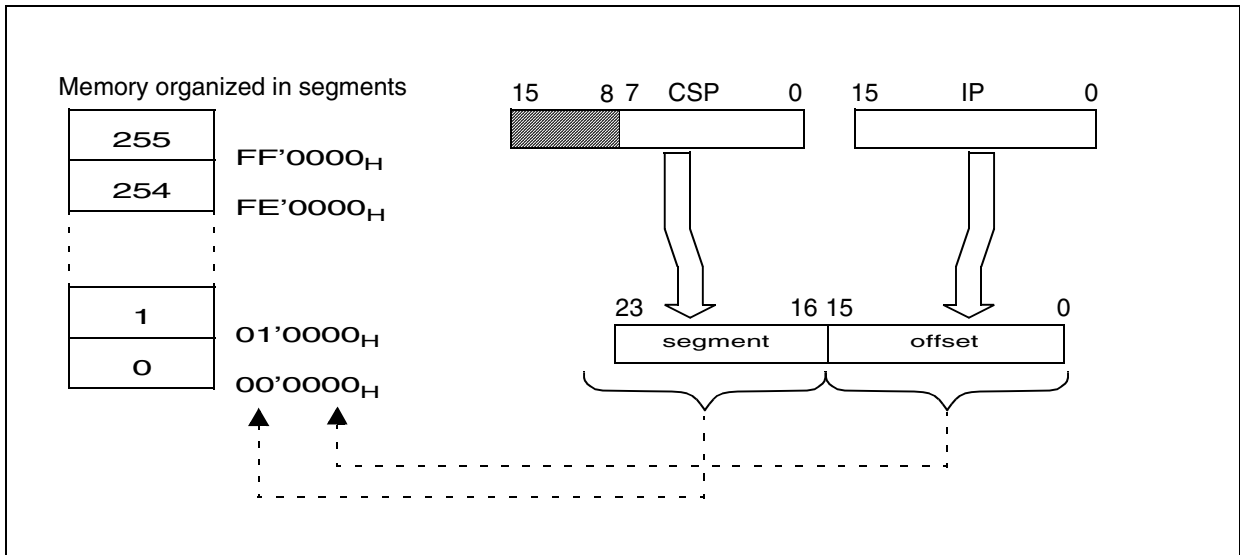 Memory organized in segments
255
FF'0000H
254
FE'0000H
1
01'0000H
0
00'0000H
15 8 7 CSP 0
15 IP 0
23 16 15 0
segment offset